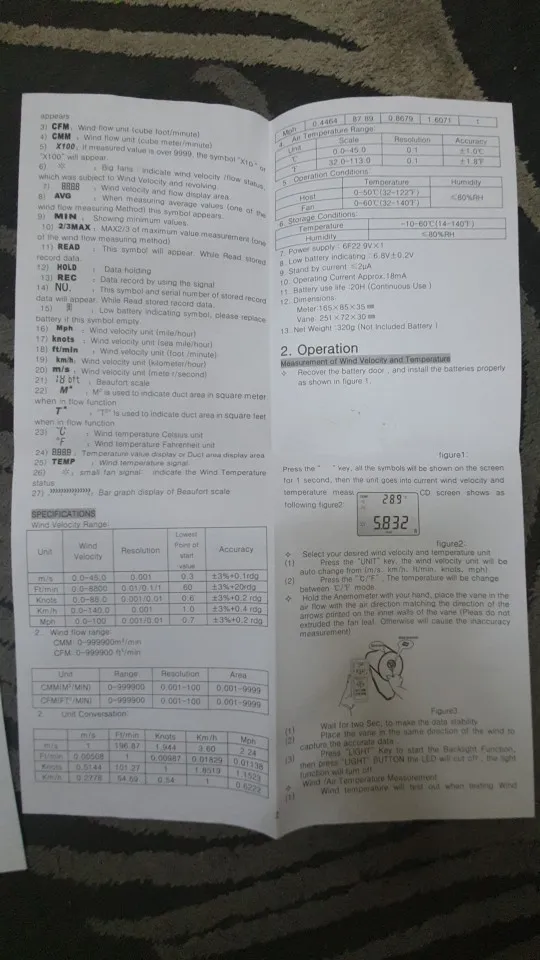 appears
3) CFM, Wind flow unit (cube foot/minute)
4) CMM : Wind flow unit (cube meter/minute)
5) X100, If measured value is over 9999, the symbol "X10" or
"X100" will appear.
6) ※ : Big fans : indicate wind velocity /flow status,
which was subject to Wind Velocity and revolving
7) 8888 : Wind velocity and flow display area.
8) AVG : When measuring average values (one of the
wind flow measuring Method) this symbol appears.
9) MIN. : Showing minimum values.
10) 2/3MAX : MAX2/3 of maximum value measurement (one
of the wind flow measuring method)
11) READ : This symbol will appear. While Read stored
record data.
12) HOLD : Data holding
13) REC : Data record by using the signal
14) NU. : This symbol and serial number of stored record
data will appear. While Read stored record data.
15) : Low battery indicating symbol, please replace
battery if this symbol empty
16) Mph : Wind velocity unit (mile/hour)
17) knots : Wind velocity unit (sea mile/hour)
18) ft/min : Wind velocity unit (foot /minute)
19) km/h. Wind velocity unit (kilometer/hour)
20) m/s : Wind velocity unit (meter/second)
21) 18 bft : Beaufort scale
22) M² : M² is used to indicate duct area in square meter
when in flow function
: is used to indicate duct area in square feet
when in flow function
23) ℃ : Wind temperature Celsius unit
℉ : Wind temperature Fahrenheit unit
24) 8888, Temperature value display or Duct area display area
25) TEMP : Wind temperature signal
26) ※, small fan signal indicate the Wind Temperature
status
27) , Bar graph display of Beaufort scale
SPECIFICATIONS
Wind Velocity Range:
Unit Wind Velocity Resolution Lowest Point of start value Accuracy
m/s 0.0-45.0 0.001 0.3 ±3%+0.1rdg
Ft/min 0.0-8800 0.01/0.1/1 60 ±3%+20rdg
Knots 0.0-88.0 0.001/0.01 0.6 ±3%+0.2 rdg
Km/h 0.0-140.0 0.001 1.0 ±3%+0.4 rdg
Mph 0.0-100 0.001/0.01 0.7 ±3%+0.2 rdg
2. Wind flow range:
CMM: 0-999900m³/min
CFM: 0-999900 ft³/min
Unit Range Resolution Area
CMM(M³/MIN) 0-999900 0.001-100 0.001-9999
CFM(FT³/MIN) 0-999900 0.001-100 0.001-9999
2. Unit Conversation:
m/s Ft/min Knots Km/h Mph
m/s 1 196.87 1.944 3.60 2.24
Ft/min 0.00508 0.00987 0.01829 0.01138
Knots 0.5144 101.27 1 1.8519 1.1523
Km/h 0.2778 54.69 0.54 1 0.6222
Mph 0.4464 87.89 0.8679 1.6071 1
4. Air Temperature Range
Unit Scale Resolution Accuracy
℃ 0.0-45.0 0.1 ±1.0℃
℉ 32.0-113.0 0.1 ±1.8℉
5. Operation Conditions:
Temperature Humidity
Host 0-50℃(32-122℉) ≤80%RH
Fan 0-60℃(32-140℉)
6. Storage Conditions:
Temperature -10-60℃(14-140℉)
Humidity ≤80%RH
7. Power supply : 6F22 9V×1
8. Low battery indicating : 6.8V±0.2V
9. Stand by current ≤2μA
10. Operating Current Approx.18mA
11. Battery use life :20H (Continuous Use )
12. Dimensions:
Meter:165×85×35 mm
Vane: 251 ×72×30 mm
13. Net Weight :320g (Not Included Battery )
2. Operation
Measurement of Wind Velocity and Temperature
❖ Recover the battery door , and install the batteries properly
as shown in figure 1.
figure1:
Press the " " key, all the symbols will be shown on the screen
for 1 second, then the unit goes into current wind velocity and
temperature meas CD screen shows as
following figure2:
289
5.832
figure2:
❖ Select your desired wind velocity and temperature unit
(1) Press the "UNIT" key, the wind velocity unit will be
auto change from (m/s, km/h, ft/min, knots, mph)
(2) Press the "℃/℉", The temperature will be change
between ℃/℉ mode
❖ Hold the Anemometer with your hand, place the vane in the
air flow with the air direction matching the direction of the
arrows printed on the inner walls of the vane (Pleae do not
extruded the fan leaf. Otherwise will cause the inaccuracy
measurement)
Figure3
(1) Wait for two Sec, to make the data stability
(2) Place the vane in the same direction of the wind to
capture the accurate data
(3) Press "LIGHT" Key to start the Backlight Function,
then press "LIGHT" BUTTON the LED will cut off , the light
function will turn off
❖ Wind (Air Temperature Measurement
(1) Wind temperature will test out when testing Wind